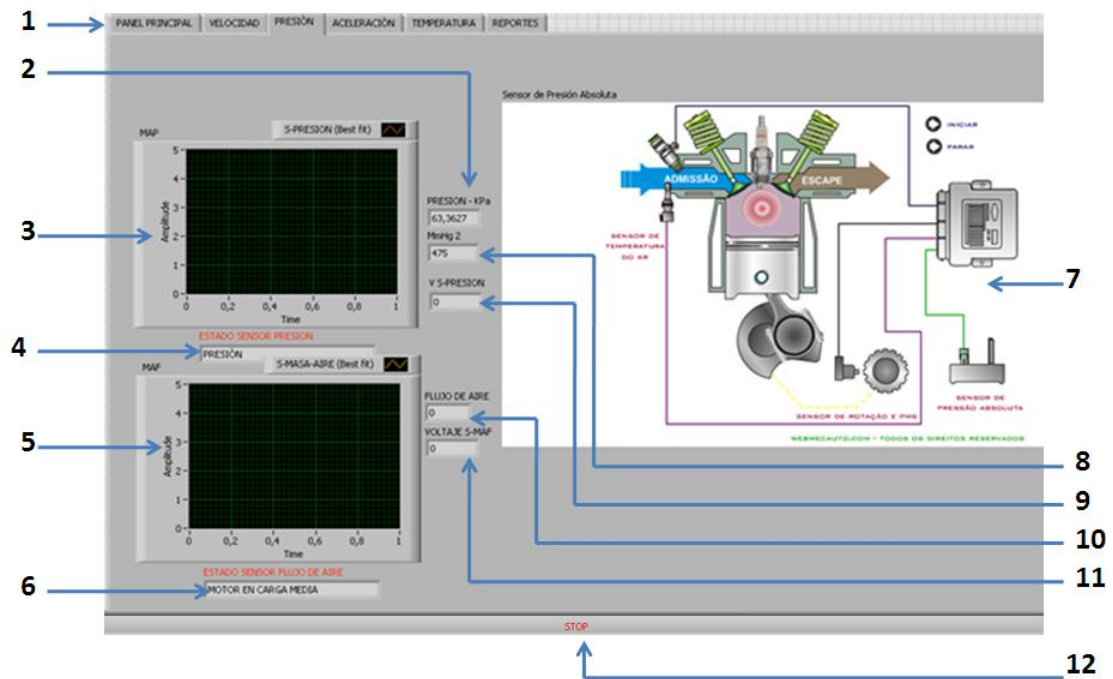 1
PANEL PRINCIPAL VELOCIDAD PRESIÓN ACELERACIÓN TEMPERATURA REPORTES
2
Sensor de Presión Absoluta
MAP
S-PRESION (Best fit)
5
4
3
2
1
0
Amplitude
0 0,2 0,4 0,6 0,8 1
Time
3
PRESION - KPa
63,3627
MmHg 2
475
V S-PRESION
0
ESTADO SENSOR PRESION
PRESIÓN
4
MAF
S-MASA-AIRE (Best fit)
5
4
3
2
1
0
Amplitude
0 0,2 0,4 0,6 0,8 1
Time
5
FLUJO DE AIRE
0
VOLTAJE S-MAF
0
ESTADO SENSOR FLUJO DE AIRE
MOTOR EN CARGA MEDIA
6
INICIAR
PARAR
ADMISSÃO
ESCAPE
SENSOR DE
TEMPERATURA
DO AR
SENSOR DE
PRESSÃO ABSOLUTA
SENSOR DE ROTAÇÃO E PMS
WEBMECAUTO.COM - TODOS OS DIREITOS RESERVADOS
7
8
9
10
11
STOP
12